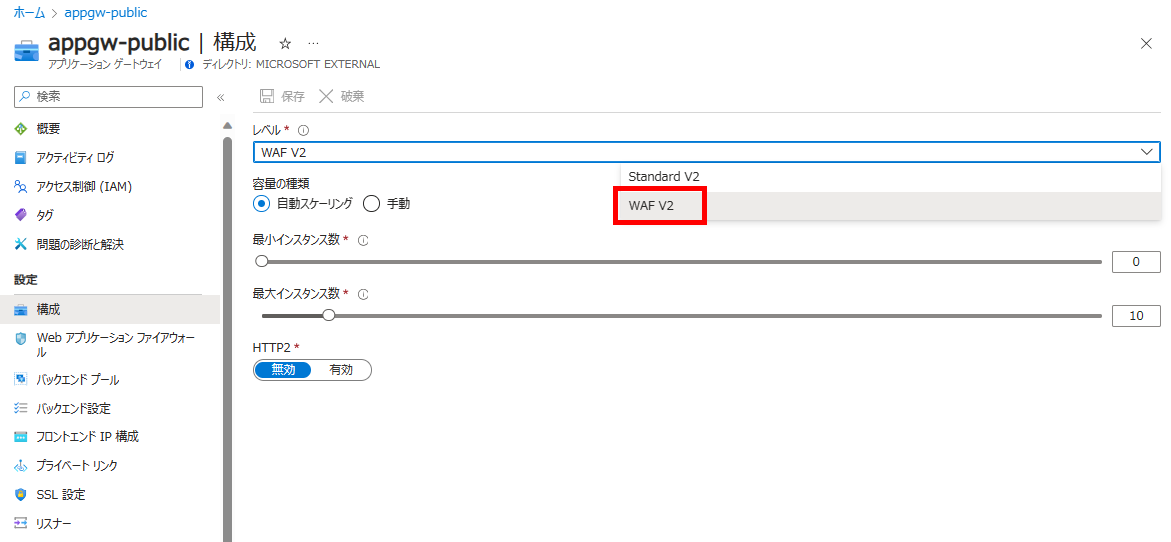 ホーム > appgw-public
appgw-public | 構成 ☆ …
アプリケーション ゲートウェイ ディレクトリ: MICROSOFT EXTERNAL
検索 «
概要
アクティビティ ログ
アクセス制御 (IAM)
タグ
問題の診断と解決
設定
構成
Web アプリケーション ファイアウォー
ル
バックエンド プール
バックエンド設定
フロントエンド IP 構成
プライベート リンク
SSL 設定
リスナー
保存 破棄
レベル *
WAF V2
Standard V2
WAF V2
容量の種類
自動スケーリング 手動
最小インスタンス数 *
0
最大インスタンス数 *
10
HTTP2 *
無効 有効